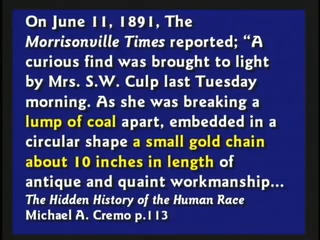 On June 11, 1891, The
Morrisonville Times reported; “A
curious find was brought to light
by Mrs. S.W. Culp last Tuesday
morning. As she was breaking a
lump of coal apart, embedded in a
circular shape a small gold chain
about 10 inches in length of
antique and quaint workmanship...
The Hidden History of the Human Race
Michael A. Cremo p.113